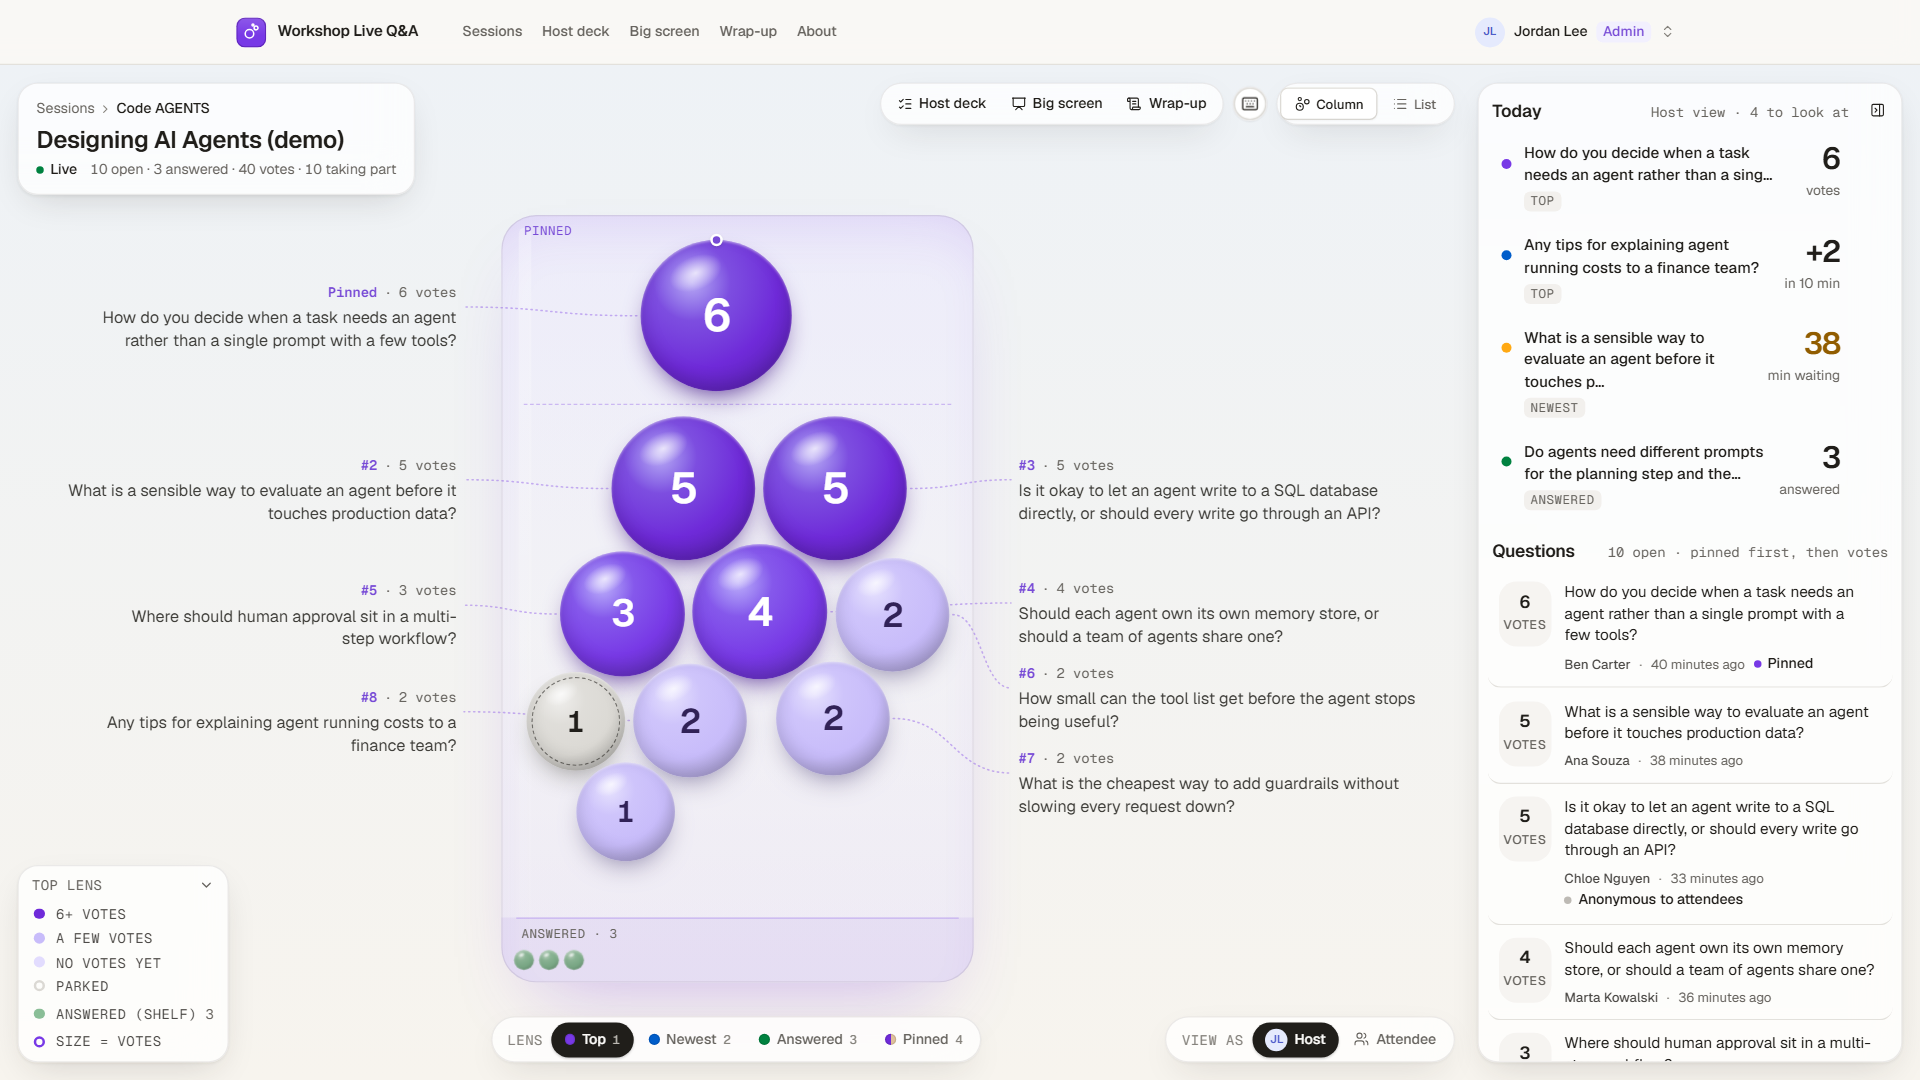 Workshop Live Q&A
Sessions
Host deck
Big screen
Wrap-up
About
JL
Jordan Lee
Admin
Sessions > Code AGENTS
Designing AI Agents (demo)
Live 10 open · 3 answered · 40 votes · 10 taking part
Host deck
Big screen
Wrap-up
Column
List
PINNED
6
Pinned · 6 votes
How do you decide when a task needs an agent
rather than a single prompt with a few tools?
5
5
#2 · 5 votes
What is a sensible way to evaluate an agent before it
touches production data?
#3 · 5 votes
Is it okay to let an agent write to a SQL database
directly, or should every write go through an API?
3
4
2
#5 · 3 votes
Where should human approval sit in a multi-
step workflow?
#4 · 4 votes
Should each agent own its own memory store, or
should a team of agents share one?
#6 · 2 votes
How small can the tool list get before the agent stops
being useful?
1
2
2
#8 · 2 votes
Any tips for explaining agent running costs to a
finance team?
#7 · 2 votes
What is the cheapest way to add guardrails without
slowing every request down?
1
ANSWERED · 3
TOP LENS
6+ VOTES
A FEW VOTES
NO VOTES YET
PARKED
ANSWERED (SHELF) 3
SIZE = VOTES
LENS
Top 1
Newest 2
Answered 3
Pinned 4
VIEW AS
JL Host
Attendee
Today
Host view · 4 to look at
How do you decide when a task
needs an agent rather than a sing...
TOP
6
votes
Any tips for explaining agent
running costs to a finance team?
TOP
+2
in 10 min
What is a sensible way to
evaluate an agent before it
touches p...
NEWEST
38
min waiting
Do agents need different prompts
for the planning step and the...
ANSWERED
3
answered
Questions
10 open · pinned first, then votes
6
VOTES
How do you decide when a task needs an
agent rather than a single prompt with a
few tools?
Ben Carter · 40 minutes ago Pinned
5
VOTES
What is a sensible way to evaluate an agent
before it touches production data?
Ana Souza · 38 minutes ago
5
VOTES
Is it okay to let an agent write to a SQL
database directly, or should every write go
through an API?
Chloe Nguyen · 33 minutes ago
Anonymous to attendees
4
VOTES
Should each agent own its own memory
store, or should a team of agents share one?
Marta Kowalski · 36 minutes ago
3
Where should human approval sit in a multi-